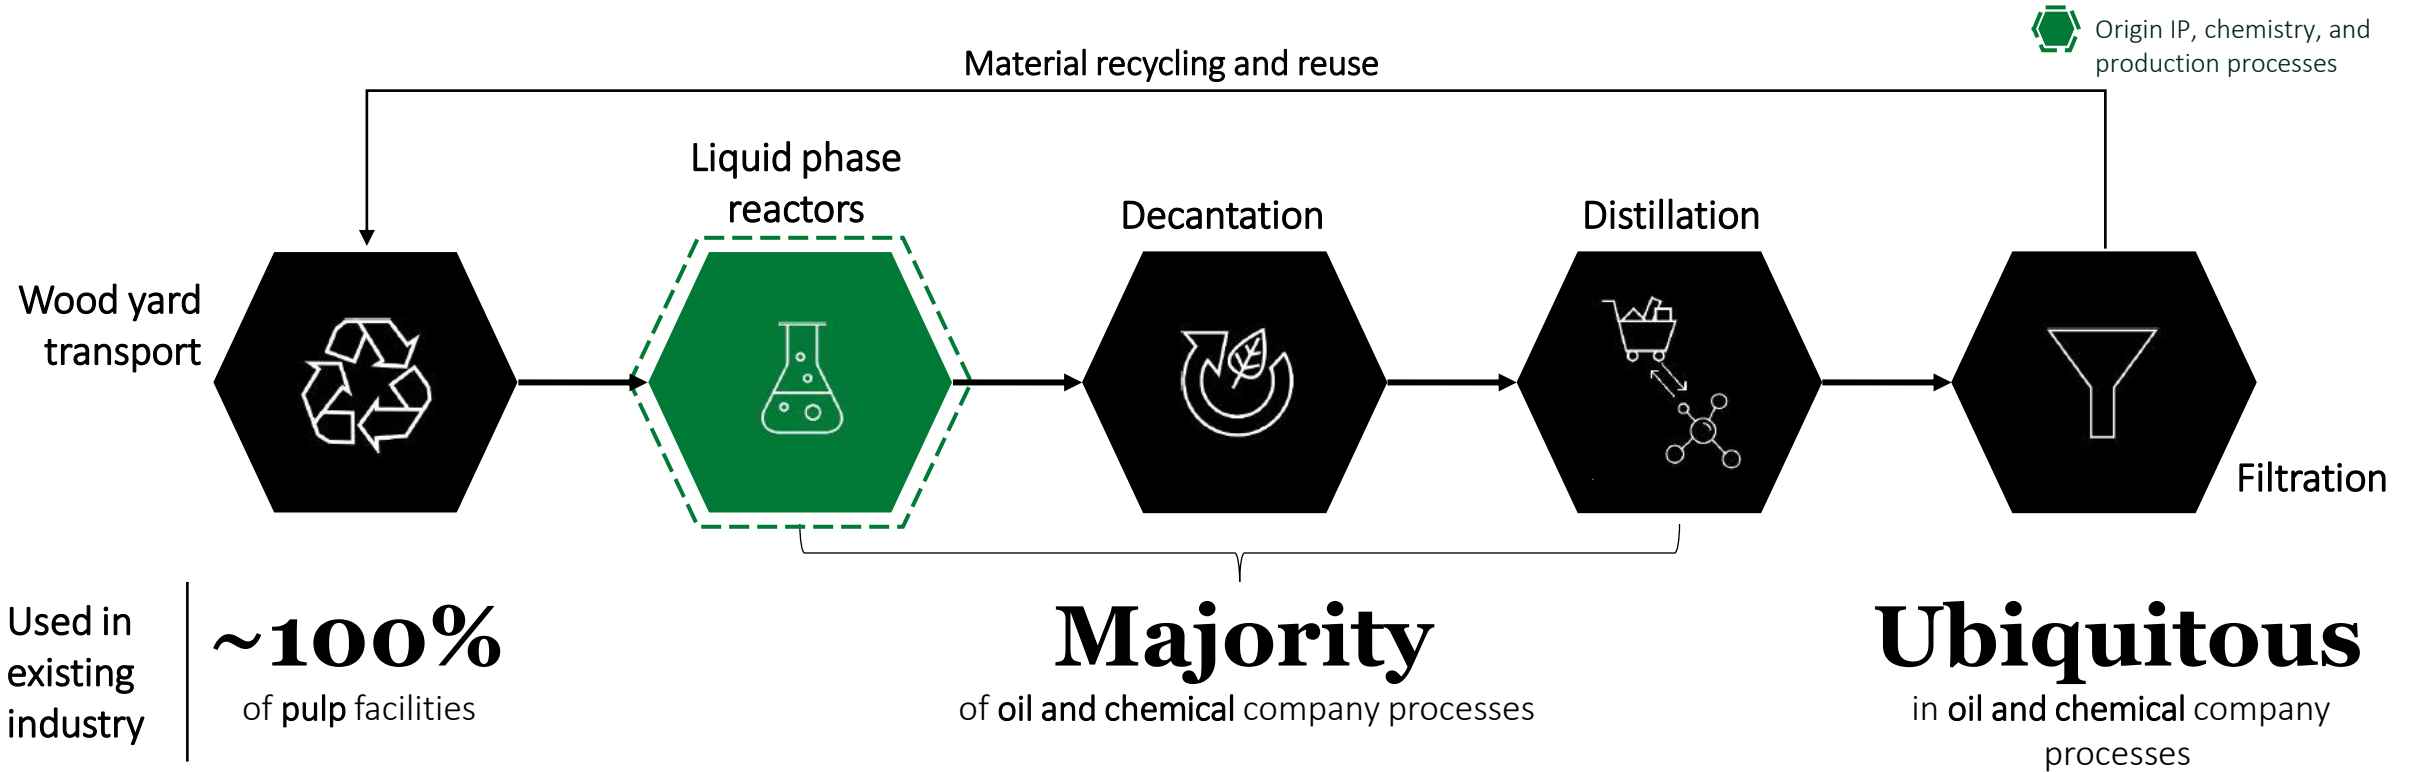 Origin IP, chemistry, and
production processes
Material recycling and reuse
Liquid phase
reactors
Decantation
Distillation
Wood yard
transport
Filtration
Used in
existing
industry
~100%
of pulp facilities
Majority
of oil and chemical company processes
Ubiquitous
in oil and chemical company
processes